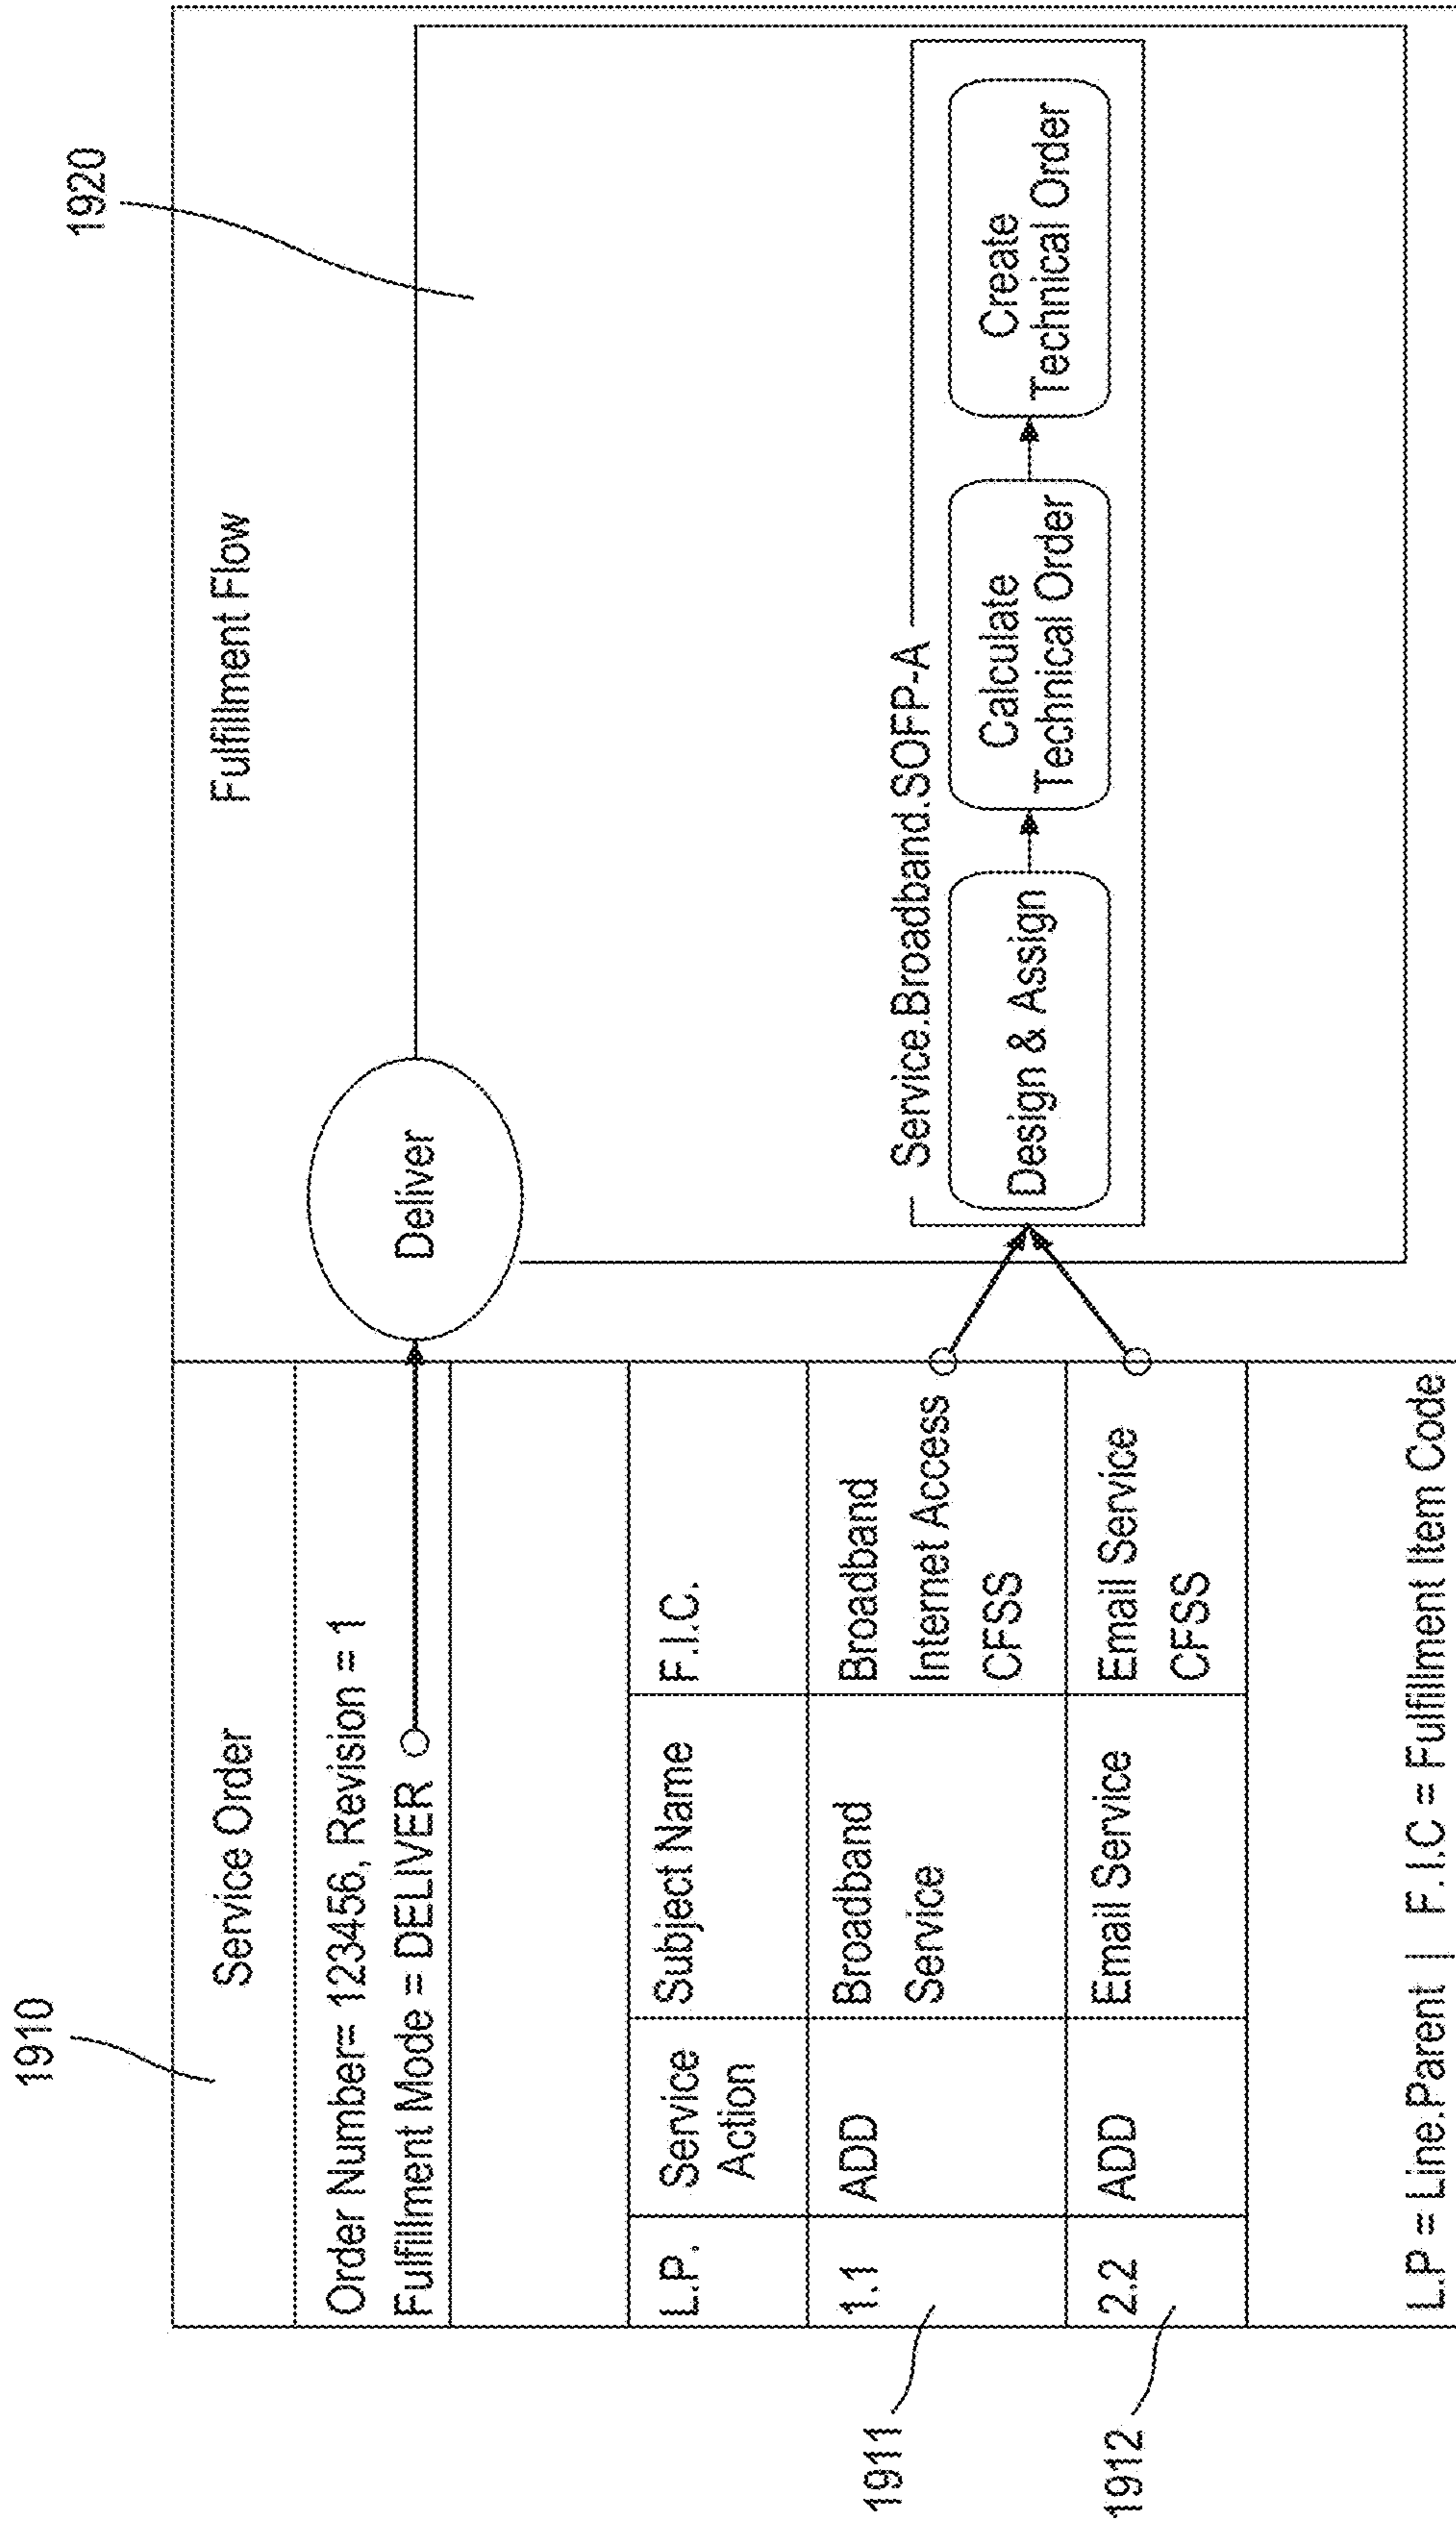 1910
1920
Service Order
Fulfillment Flow
Order Number= 123456, Revision = 1
Fulfillment Mode = DELIVER
Deliver
L.P.
Service
Action
Subject Name
F.I.C.
1911
1.1
ADD
Broadband
Service
Broadband
Internet Access
CFSS
1912
2.2
ADD
Email Service
Email Service
CFSS
Service.Broadband.SOFP-A
Design & Assign
Calculate
Technical Order
Create
Technical Order
L.P = Line.Parent | F.I.C = Fulfillment Item Code